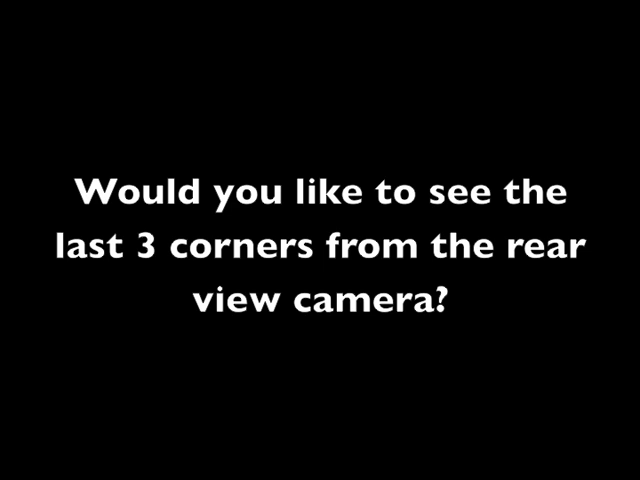 Would you like to see the
last 3 corners from the rear
view camera?